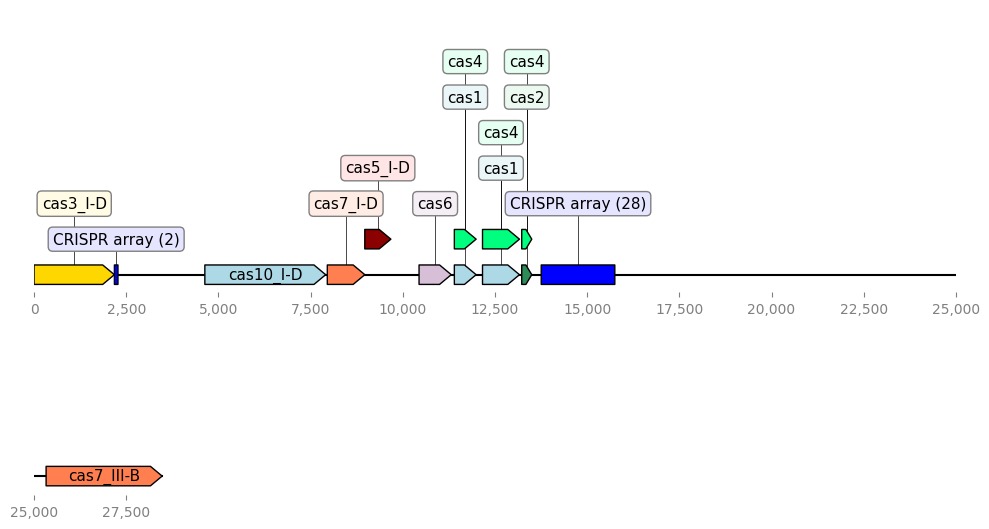 cas4
cas4
cas1
cas2
cas4
cas5_I-D
cas1
cas3_I-D
cas7_I-D
cas6
CRISPR array (28)
CRISPR array (2)
cas10_I-D
0
2,500
5,000
7,500
10,000
12,500
15,000
17,500
20,000
22,500
25,000
cas7_III-B
25,000
27,500